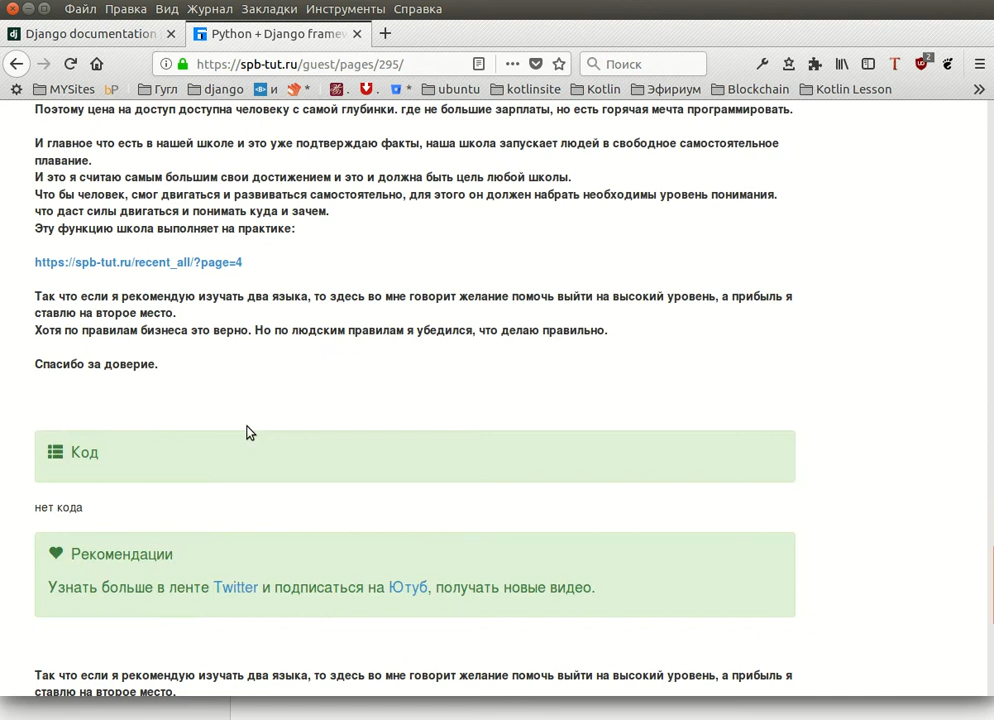 Файл Правка Вид Журнал Закладки Инструменты Справка
Django documentation
Python + Django framew
https://spb-tut.ru/guest/pages/295/
Поиск
MYSites bP Гугл django и * . . * ubuntu kotlinsite Kotlin Эфириум Blockchain Kotlin Lesson
Поэтому цена на доступ доступна человеку с самой глубинки. где не большие зарплаты, но есть горячая мечта программировать.
И главное что есть в нашей школе и это уже подтверждаю факты, наша школа запускает людей в свободное самостоятельное
плавание.
И это я считаю самым большим свои достижением и это и должна быть цель любой школы.
Что бы человек, смог двигаться и развиваться самостоятельно, для этого он должен набрать необходимы уровень понимания.
что даст силы двигаться и понимать куда и зачем.
Эту функцию школа выполняет на практике:
https://spb-tut.ru/recent_all/?page=4
Так что если я рекомендую изучать два языка, то здесь во мне говорит желание помочь выйти на высокий уровень, а прибыль я
ставлю на второе место.
Хотя по правилам бизнеса это верно. Но по людским правилам я убедился, что делаю правильно.
Спасибо за доверие.
Код
нет кода
Рекомендации
Узнать больше в ленте Twitter и подписаться на Ютуб, получать новые видео.
Так что если я рекомендую изучать два языка, то здесь во мне говорит желание помочь выйти на высокий уровень, а прибыль я
ставлю на второе место.